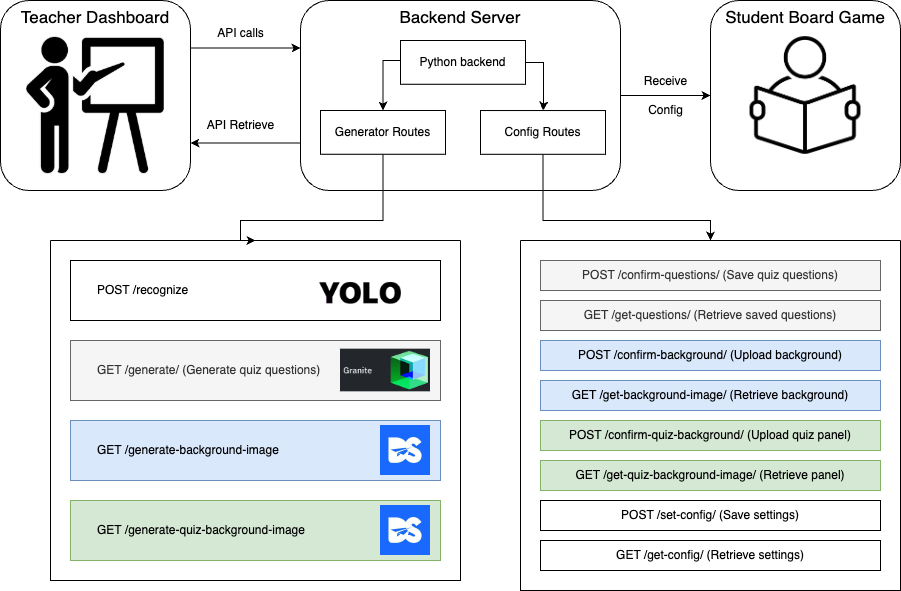 Teacher Dashboard
API calls
API Retrieve
Backend Server
Python backend
Generator Routes
Config Routes
Receive
Config
Student Board Game
POST /recognize
YOLO
GET /generate/ (Generate quiz questions)
Granite
GET /generate-background-image
DS
GET /generate-quiz-background-image
DS
POST /confirm-questions/ (Save quiz questions)
GET /get-questions/ (Retrieve saved questions)
POST /confirm-background/ (Upload background)
GET /get-background-image/ (Retrieve background)
POST /confirm-quiz-background/ (Upload quiz panel)
GET /get-quiz-background-image/ (Retrieve panel)
POST /set-config/ (Save settings)
GET /get-config/ (Retrieve settings)